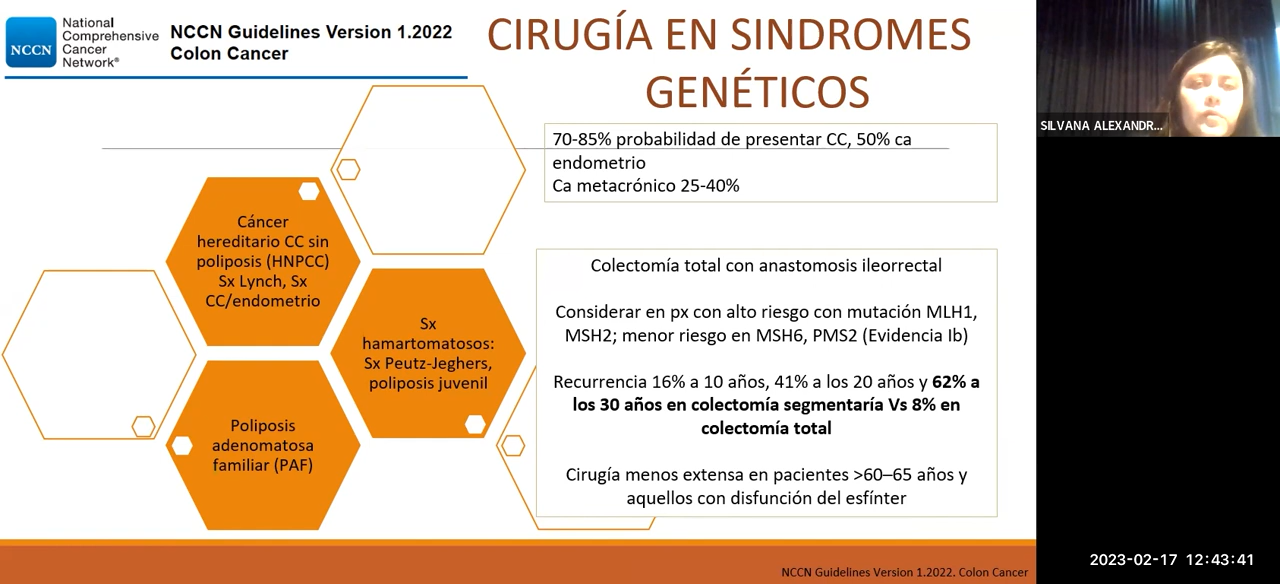 NCCN
National
Comprehensive
Cancer
Network®
NCCN Guidelines Version 1.2022
Colon Cancer
CIRUGÍA EN SINDROMES
GENÉTICOS
70-85% probabilidad de presentar CC, 50% ca
endometrio
Ca metacrónico 25-40%
Cáncer
hereditario CC sin
poliposis (HNPCC)
Sx Lynch, Sx
CC/endometrio
Sx
hamartomatosos:
Sx Peutz-Jeghers,
poliposis juvenil
Poliposis
adenomatosa
familiar (PAF)
Colectomía total con anastomosis ileorrectal
Considerar en px con alto riesgo con mutación MLH1,
MSH2; menor riesgo en MSH6, PMS2 (Evidencia Ib)
Recurrencia 16% a 10 años, 41% a los 20 años y 62% a
los 30 años en colectomía segmentaría Vs 8% en
colectomía total
Cirugía menos extensa en pacientes >60–65 años y
aquellos con disfunción del esfínter
NCCN Guidelines Version 1.2022. Colon Cancer
SILVANA ALEXANDR...
2023-02-17 12:43:41